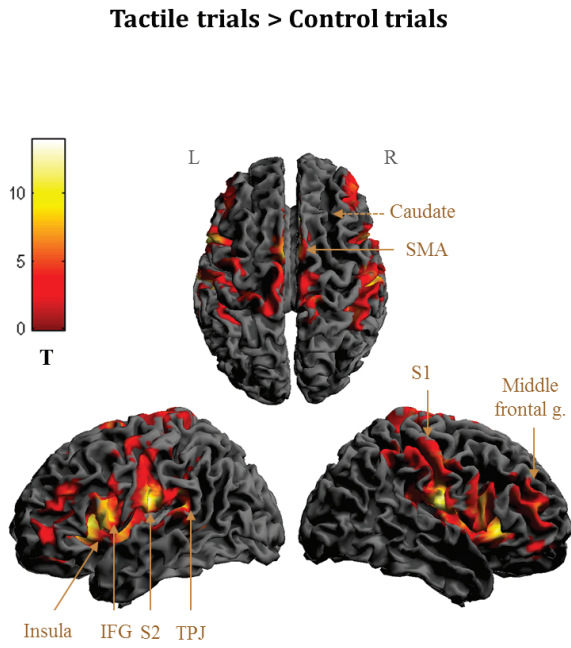 Tactile trials > Control trials
L
R
10
5
0
T
Caudate
SMA
S1
Middle
frontal g.
Insula
IFG
S2
TPJ